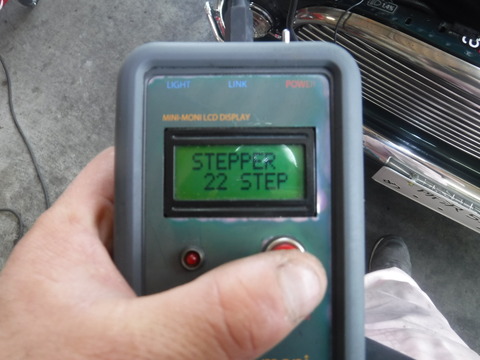 LIGHT LINK POWER
MINI-MONI LCD DISPLAY
STEPPER
22 STEP